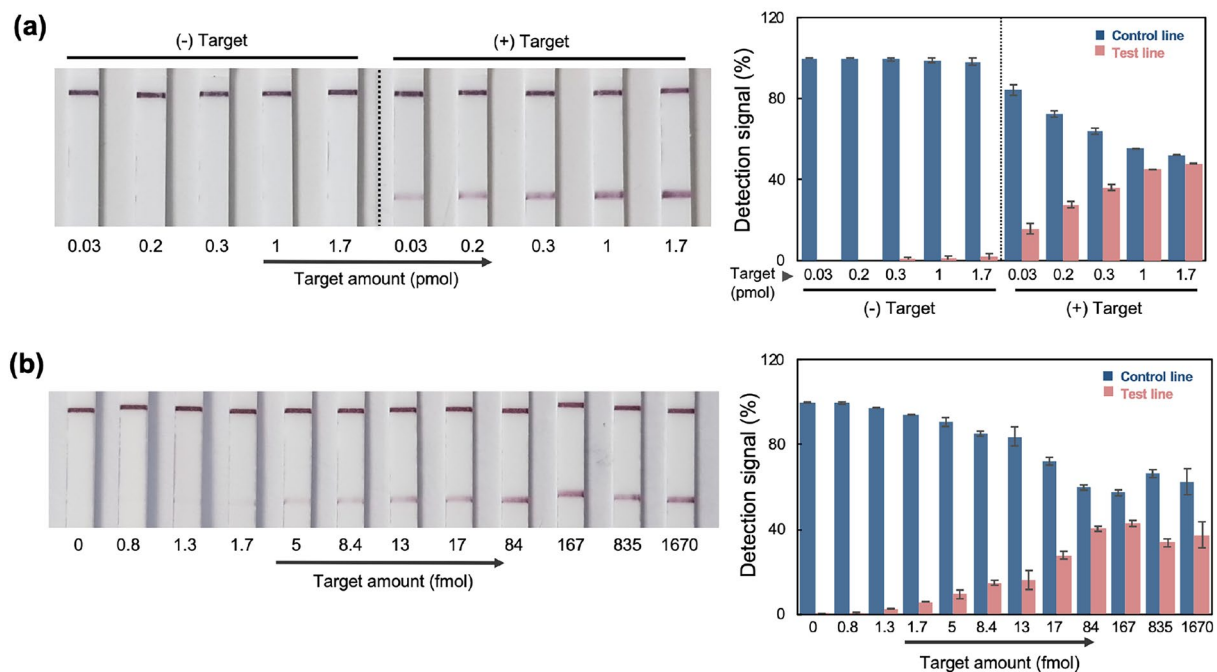 (a)
(-) Target
(+) Target
0.03 0.2 0.3 1 1.7 0.03 0.2 0.3 1 1.7
Target amount (pmol)
120
80
40
0
Detection signal (%)
Control line
Test line
Target
(pmol)
0.03 0.2 0.3 1 1.7 0.03 0.2 0.3 1 1.7
(-) Target
(+) Target
(b)
0 0.8 1.3 1.7 5 8.4 13 17 84 167 835 1670
Target amount (fmol)
120
80
40
0
Detection signal (%)
Control line
Test line
0 0.8 1.3 1.7 5 8.4 13 17 84 167 835 1670
Target amount (fmol)